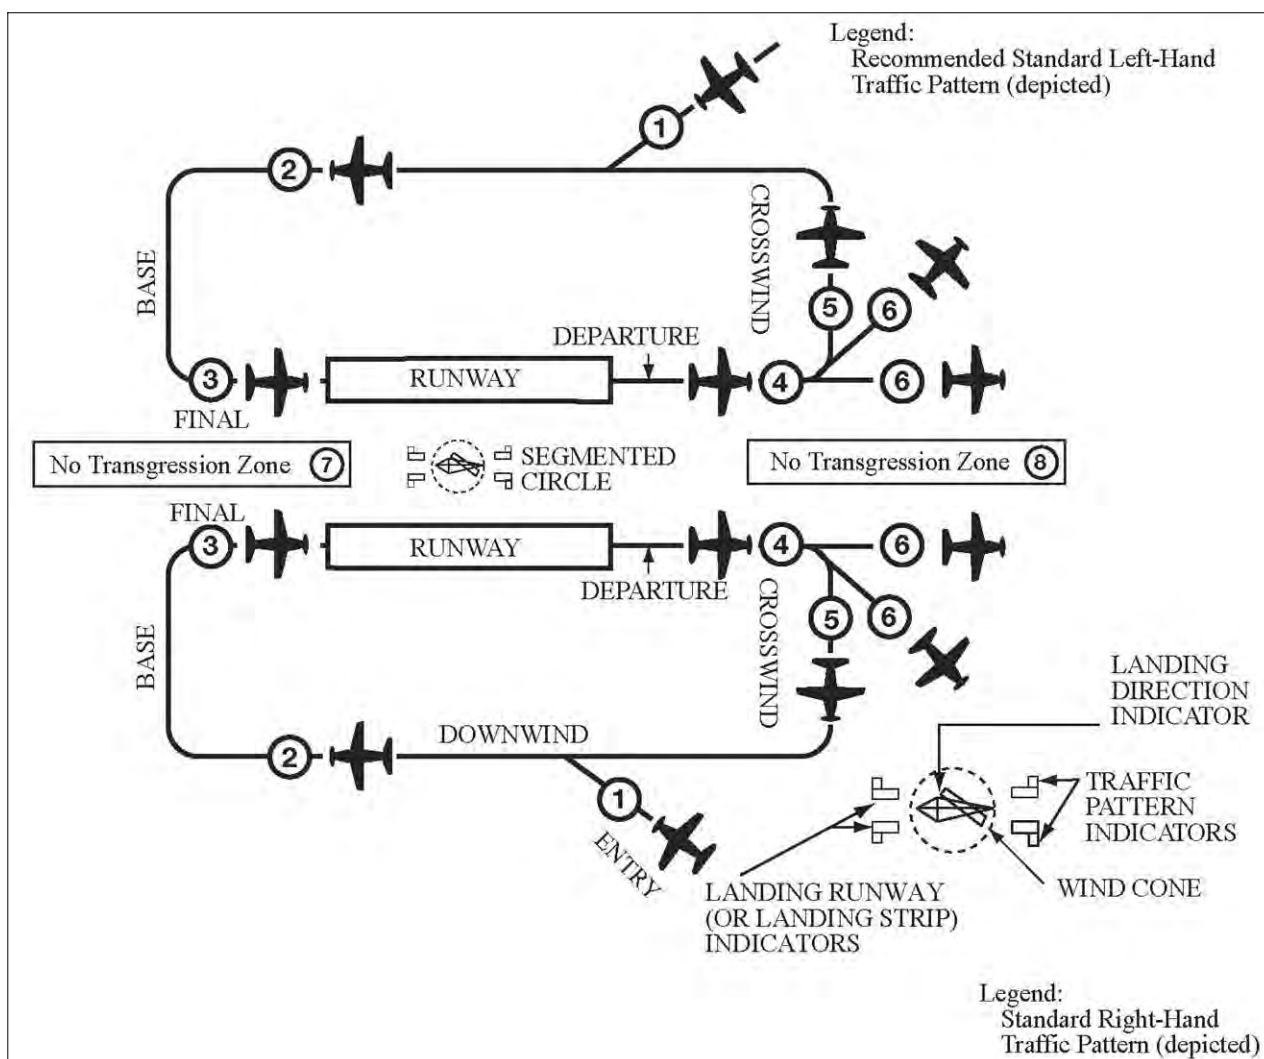 Legend:
Recommended Standard Left-Hand
Traffic Pattern (depicted)
1
2
CROSSWIND
BASE
5
6
DEPARTURE
3
RUNWAY
4
6
FINAL
No Transgression Zone 7
SEGMENTED
CIRCLE
No Transgression Zone 8
FINAL
3
RUNWAY
4
6
DEPARTURE
CROSSWIND
5
6
BASE
LANDING
DIRECTION
INDICATOR
DOWNWIND
2
1
ENTRY
TRAFFIC
PATTERN
INDICATORS
WIND CONE
LANDING RUNWAY
(OR LANDING STRIP)
INDICATORS
Legend:
Standard Right-Hand
Traffic Pattern (depicted)